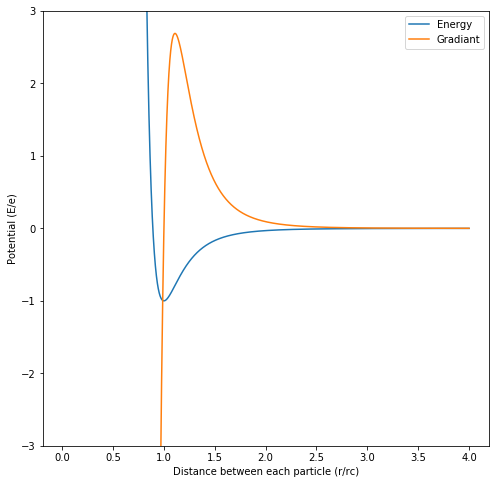 Energy
Gradiant
Potential (E/e)
3
2
1
0
−1
−2
−3
0.0 0.5 1.0 1.5 2.0 2.5 3.0 3.5 4.0
Distance between each particle (r/rc)